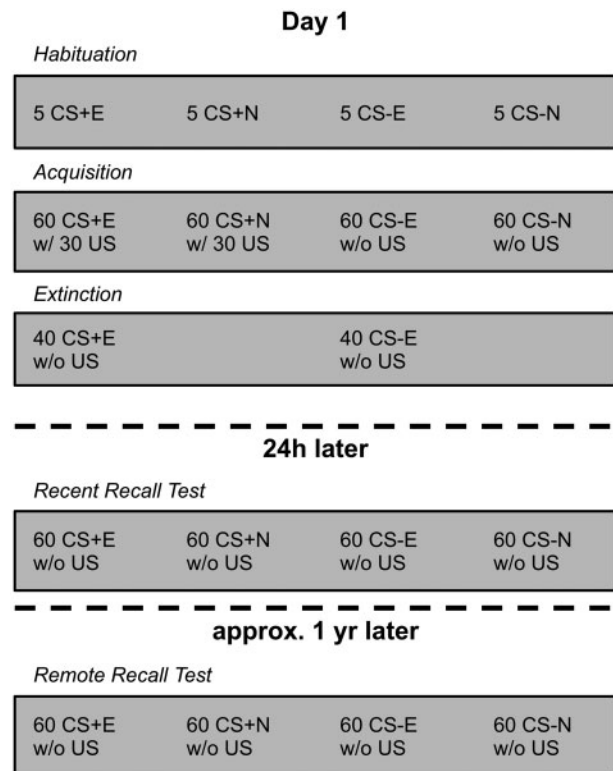 Day 1
Habituation
5 CS+E 5 CS+N 5 CS-E 5 CS-N
Acquisition
60 CS+E 60 CS+N 60 CS-E 60 CS-N
w/ 30 US w/ 30 US w/o US w/o US
Extinction
40 CS+E 40 CS-E
w/o US w/o US
24h later
Recent Recall Test
60 CS+E 60 CS+N 60 CS-E 60 CS-N
w/o US w/o US w/o US w/o US
approx. 1 yr later
Remote Recall Test
60 CS+E 60 CS+N 60 CS-E 60 CS-N
w/o US w/o US w/o US w/o US